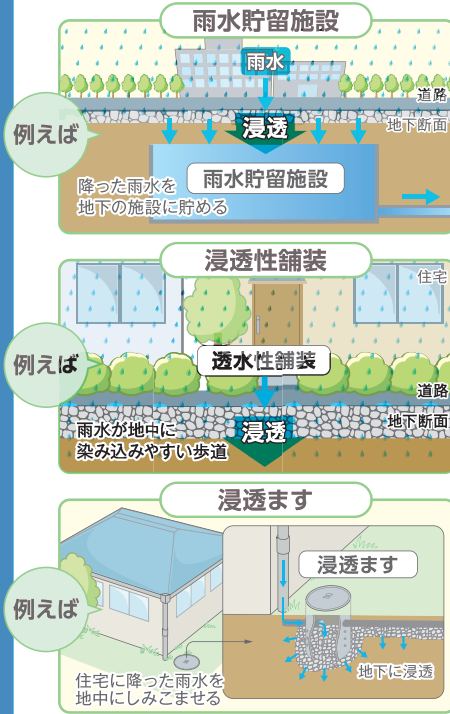 雨水貯留施設
雨水
道路
地下断面
例えば
浸透
雨水貯留施設
降った雨水を
地下の施設に貯める
浸透性舗装
住宅
例えば
透水性舗装
道路
地下断面
浸透
雨水が地中に
染み込みやすい歩道
浸透ます
浸透ます
例えば
地下に浸透
住宅に降った雨水を
地中にしみこませる